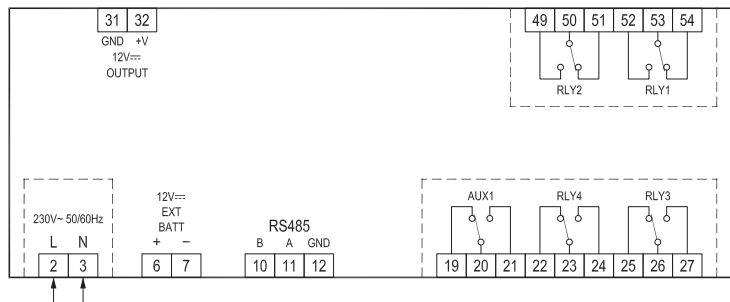 31 32
GND +V
12V⎓
OUTPUT
49 50 51 52 53 54
RLY2 RLY1
230V~ 50/60Hz
L N
2 3
12V⎓
EXT
BATT
+ −
6 7
RS485
B A GND
10 11 12
AUX1 RLY4 RLY3
19 20 21 22 23 24 25 26 27